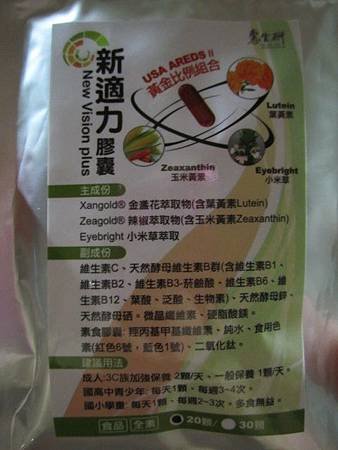 新適力膠囊
New Vision plus
USA AREDS II
黃金比例組合
Lutein
葉黃素
Zeaxanthin
玉米黃素
Eyebright
小米草
主成份
Xangold® 金盞花萃取物(含葉黃素Lutein)
Zeagold® 辣椒萃取物(含玉米黃素Zeaxanthin)
Eyebright 小米草萃取
副成份
維生素C、天然酵母維生素B群(含維生素B1、
維生素B2、維生素B3-菸鹼酸、維生素B6、維
生素B12、葉酸、泛酸、生物素)、天然酵母鋅、
天然酵母硒。微晶纖維素、硬脂酸鎂。
素食膠囊: 羥丙基甲基纖維素、純水、食用色
素(紅色6號，藍色1號)、二氧化鈦。
建議用法
成人:3C族加強保養 2顆/天、一般保養 1顆/天。
國高中青少年: 每天1顆、每週3~4次。
國小學童: 每天1顆、每週2~3次。多食無益。
食品 全素 20顆/ 30顆